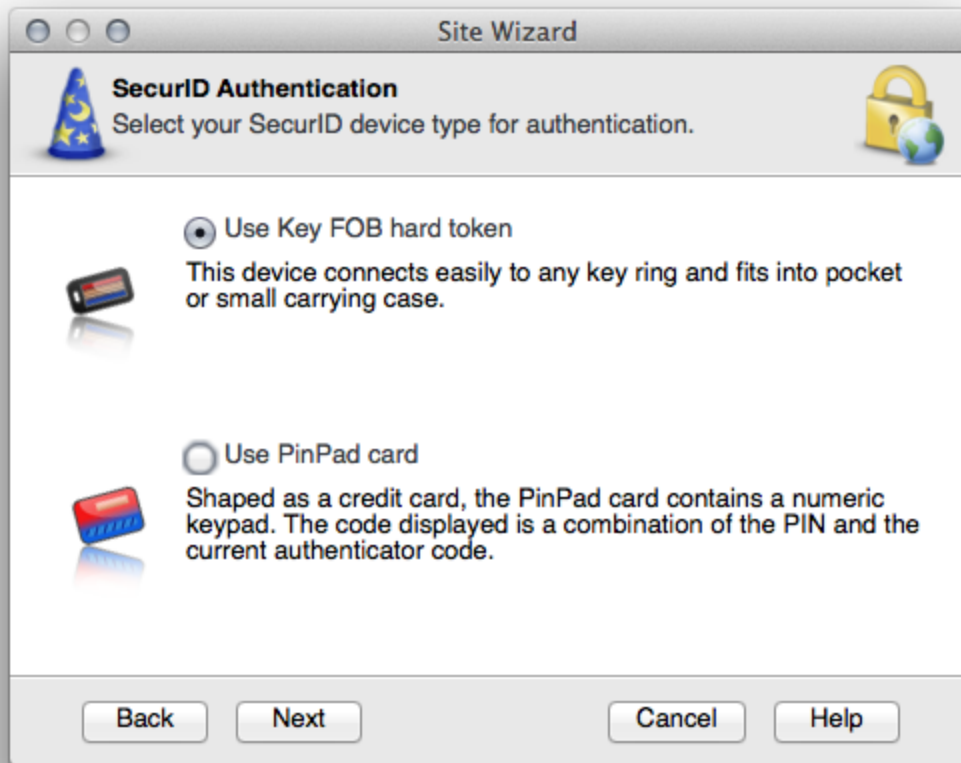 Site Wizard
SecurID Authentication
Select your SecurID device type for authentication.
Use Key FOB hard token
This device connects easily to any key ring and fits into pocket
or small carrying case.
Use PinPad card
Shaped as a credit card, the PinPad card contains a numeric
keypad. The code displayed is a combination of the PIN and the
current authenticator code.
Back Next Cancel Help